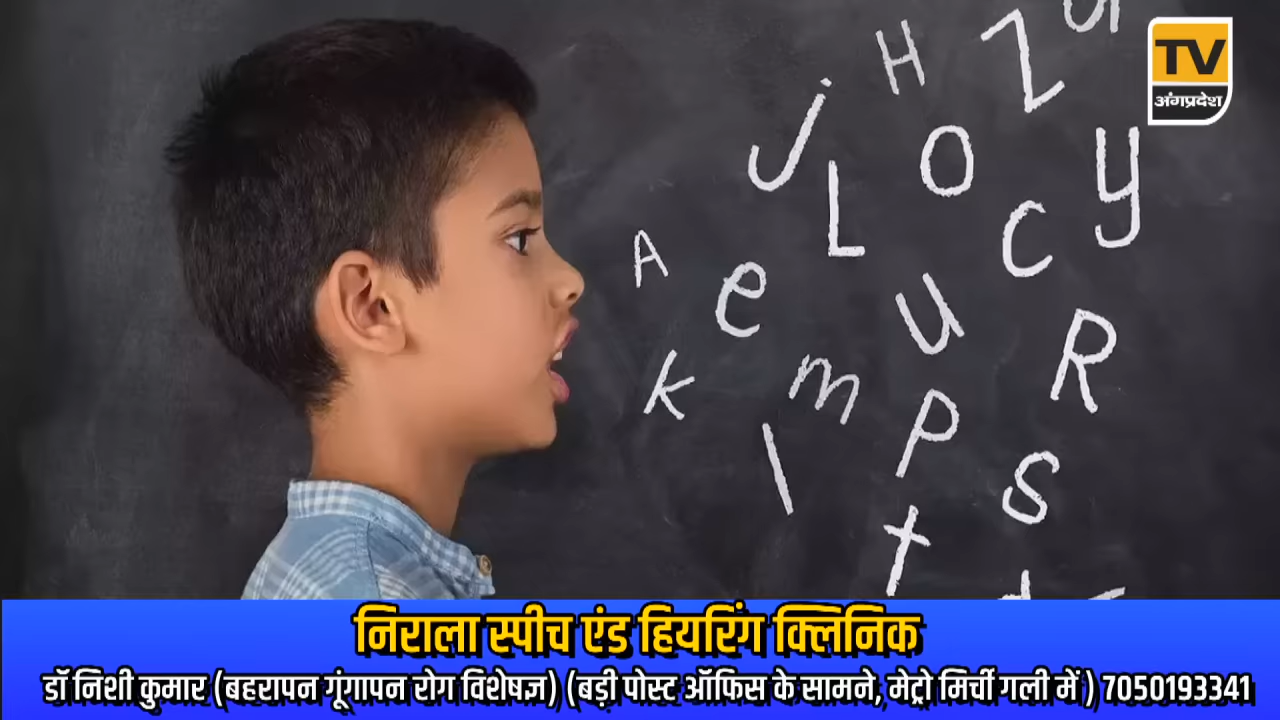 H Z
TV
अंगप्रदेश
J O y
L C
A e
U R
K m
P
l S
t
निराला स्पीच एंड हियरिंग क्लिनिक
डॉ निशी कुमार (बहरापन गूंगापन रोग विशेषज्ञ) (बड़ी पोस्ट ऑफिस के सामने, मेट्रो मिर्ची गली में ) 7050193341